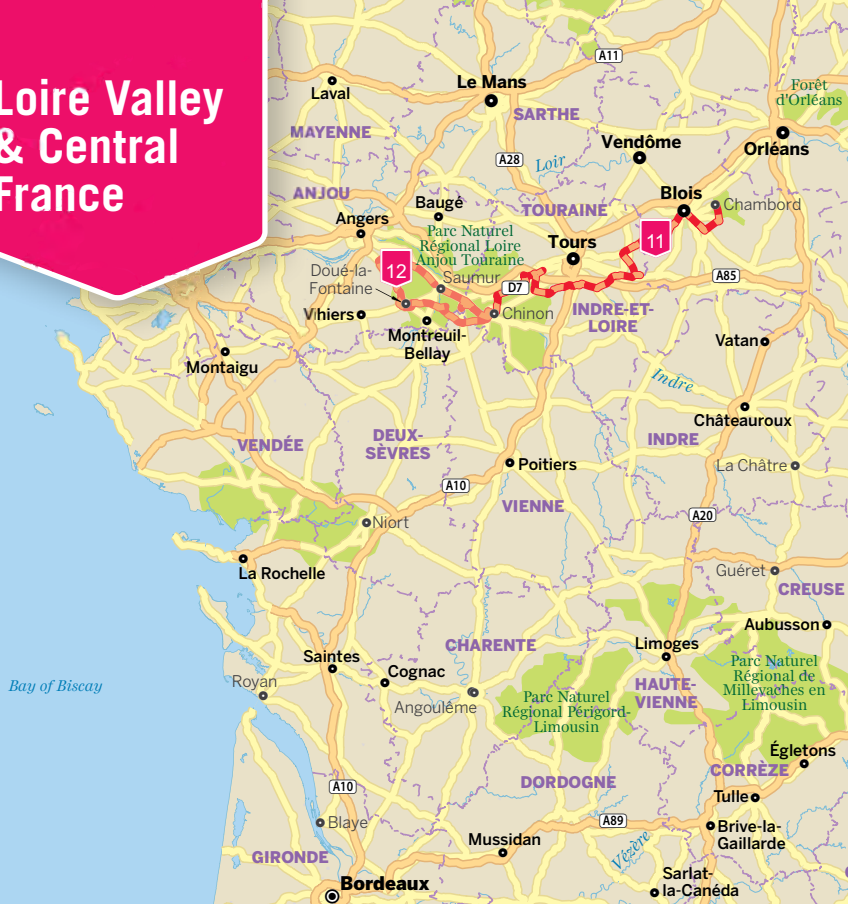 Loire Valley
& Central
France
A11
Le Mans
Laval
SARTHE
Forêt
d'Orléans
MAYENNE
Vendôme
Orléans
A28
Loir
ANJOU
Blois
Chambord
Baugé
TOURAINE
Angers
Parc Naturel
Régional Loire
Anjou Touraine
Tours
11
12
Doué-la-
Fontaine
Saumur
A85
D7
Vihiers
Chinon
INDRE-ET-
LOIRE
Montreuil-
Bellay
Vatan
Montaigu
Indre
Châteauroux
VENDÉE
DEUX-
SÈVRES
INDRE
Poitiers
La Châtre
A10
VIENNE
A20
Niort
La Rochelle
Guéret
CREUSE
Aubusson
CHARENTE
Limoges
Saintes
Cognac
Parc Naturel
Régional de
Millevaches en
Limousin
Bay of Biscay
Royan
HAUTE-
VIENNE
Angoulême
Parc Naturel
Régional Périgord-
Limousin
Égletons
CORRÈZE
DORDOGNE
A10
Tulle
Blaye
A89
Brive-la-
Gaillarde
Mussidan
Vézère
GIRONDE
Sarlat-
la-Canéda
Bordeaux